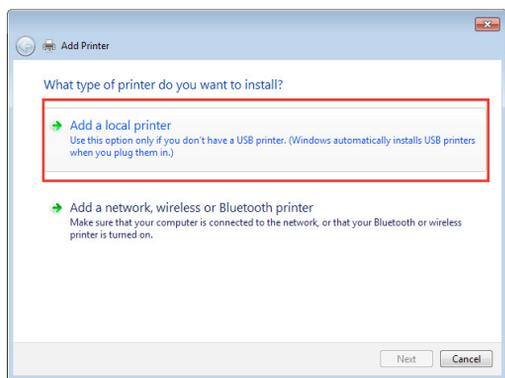 Add Printer
What type of printer do you want to install?
Add a local printer
Use this option only if you don't have a USB printer. (Windows automatically installs USB printers
when you plug them in.)
Add a network, wireless or Bluetooth printer
Make sure that your computer is connected to the network, or that your Bluetooth or wireless
printer is turned on.
Next Cancel